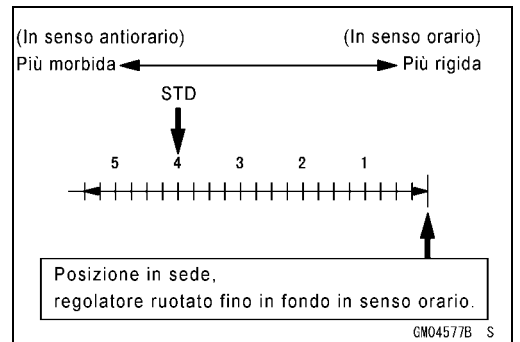 (In senso antiorario) (In senso orario)
Più morbida Più rigida
STD
5 4 3 2 1
Posizione in sede,
regolatore ruotato fino in fondo in senso orario.
GM04577B S